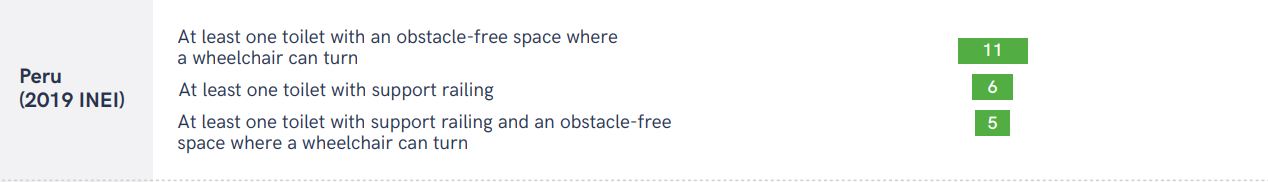 Peru
(2019 INEI)
At least one toilet with an obstacle-free space where
a wheelchair can turn
11
At least one toilet with support railing
6
At least one toilet with support railing and an obstacle-free
space where a wheelchair can turn
5